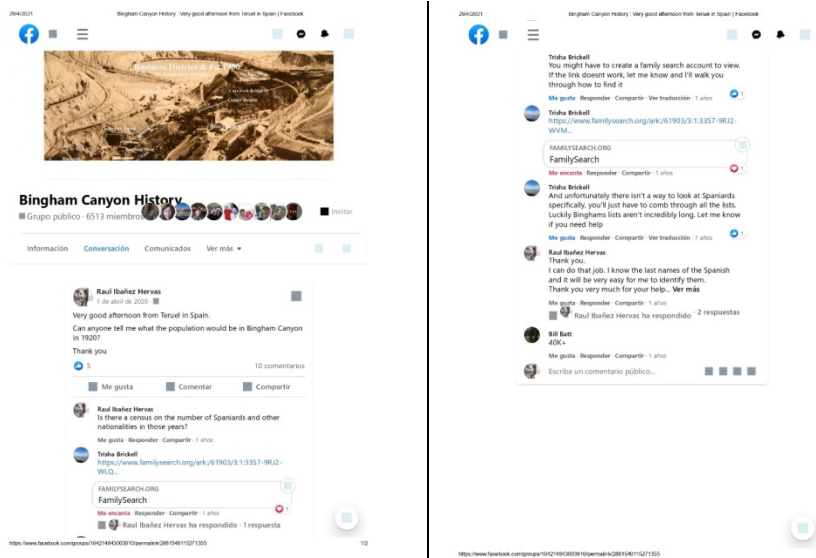 29/4/2021
Bingham Canyon History : Very good afternoon from Teruel in Spain | Facebook
Business District & Pit 1990
Bingham Canyon History
Grupo público · 6513 miembros
Invitar
Información Conversación Comunicados Ver más
Raul Ibañez Hervas
1 de abril de 2020 ·
Very good afternoon from Teruel in Spain.
Can anyone tell me what the population would be in Bingham Canyon
in 1920?
Thank you
5
10 comentarios
Me gusta Comentar Compartir
Raul Ibañez Hervas
Is there a census on the number of Spaniards and other
nationalities in those years?
Me gusta · Responder · Compartir · 1 años
Trisha Brickell
https://www.familysearch.org/ark:/61903/3:1:33S7-9RJ2-
WLQ...
FAMILYSEARCH.ORG
FamilySearch
Me encanta · Responder · Compartir · 1 años
1
Raul Ibañez Hervas ha respondido · 1 respuesta
https://www.facebook.com/groups/104214943003910/permalink/2881540115271355
1/2
29/4/2021
Bingham Canyon History : Very good afternoon from Teruel in Spain | Facebook
Trisha Brickell
You might have to create a family search account to view.
If the link doesnt work, let me know and I'll walk you
through how to find it
Me gusta · Responder · Compartir · Ver traducción · 1 años
1
Trisha Brickell
https://www.familysearch.org/ark:/61903/3:1:33S7-9RJ2-
WVM...
FAMILYSEARCH.ORG
FamilySearch
Me encanta · Responder · Compartir · 1 años
1
Trisha Brickell
And unfortunately there isn't a way to look at Spaniards
specifically, you'll just have to comb through all the lists.
Luckily Binghams lists aren't incredibly long. Let me know
if you need help
Me gusta · Responder · Compartir · Ver traducción · 1 años
1
Raul Ibañez Hervas
Thank you.
I can do that job. I know the last names of the Spanish
and it will be very easy for me to identify them.
Thank you very much for your help... Ver más
Me gusta · Responder · Compartir · 1 años
Raul Ibañez Hervas ha respondido · 2 respuestas
Bill Batt
40K+
Me gusta · Responder · Compartir · 1 años
Escribe un comentario público...
https://www.facebook.com/groups/104214943003910/permalink/2881540115271355